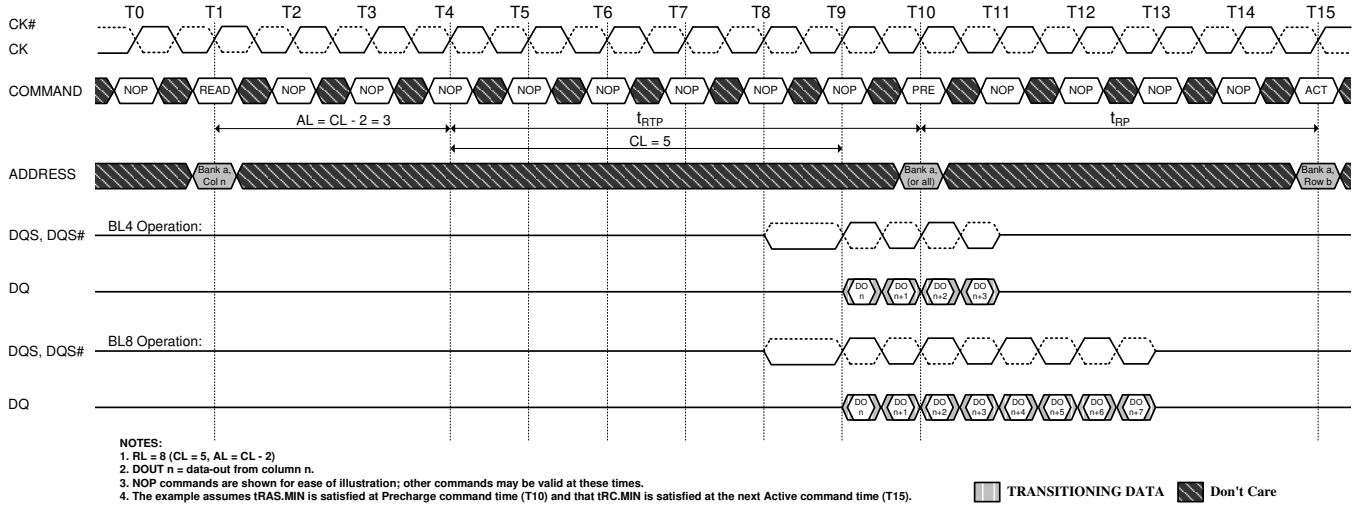 T0 T1 T2 T3 T4 T5 T6 T7 T8 T9 T10 T11 T12 T13 T14 T15
CK#
CK
COMMAND NOP READ NOP NOP NOP NOP NOP NOP NOP NOP PRE NOP NOP NOP NOP ACT
AL = CL - 2 = 3 tRTP tRP
CL = 5
ADDRESS
Bank a, Col n
Bank a, (or all)
Bank a, Row b
BL4 Operation:
DQS, DQS#
DQ DO n DO n+1 DO n+2 DO n+3
BL8 Operation:
DQS, DQS#
DQ DO n DO n+1 DO n+2 DO n+3 DO n+4 DO n+5 DO n+6 DO n+7
NOTES:
1. RL = 8 (CL = 5, AL = CL - 2)
2. DOUT n = data-out from column n.
3. NOP commands are shown for ease of illustration; other commands may be valid at these times.
4. The example assumes tRAS.MIN is satisfied at Precharge command time (T10) and that tRC.MIN is satisfied at the next Active command time (T15).
TRANSITIONING DATA Don't Care